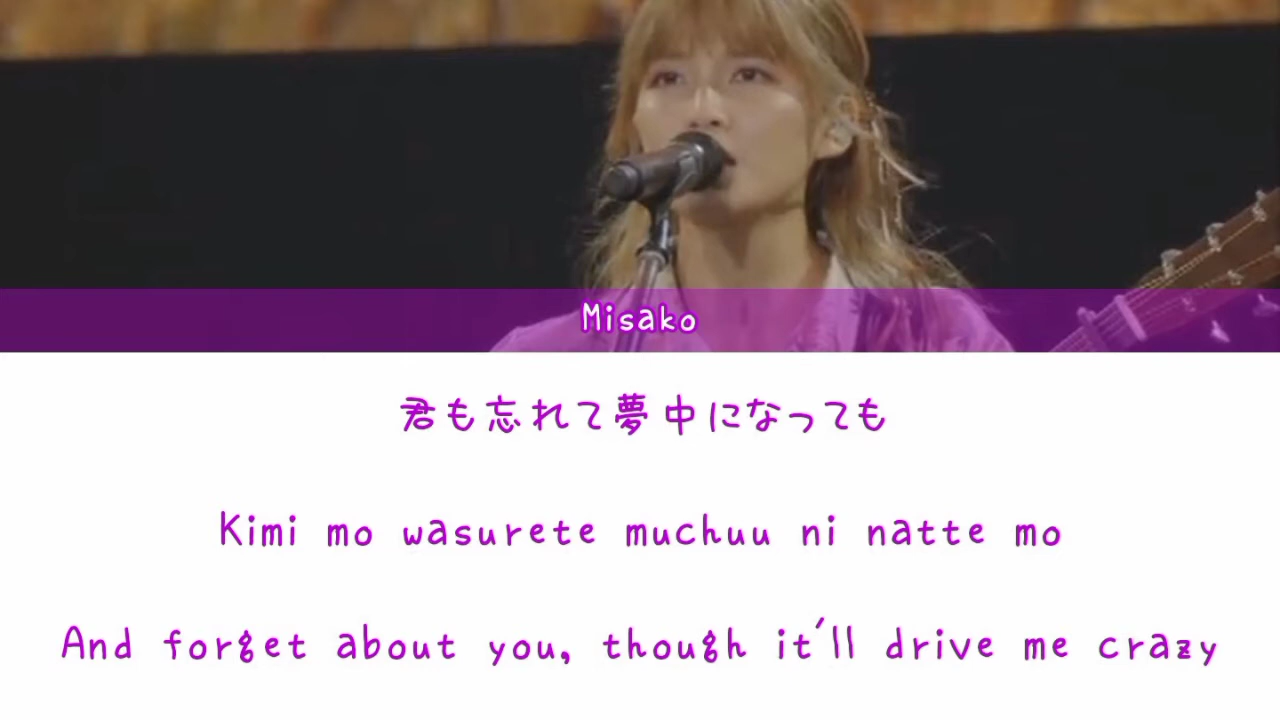 Misako
君も忘れて夢中になっても
Kimi mo wasurete muchuu ni natte mo
And forget about you, though it'll drive me crazy